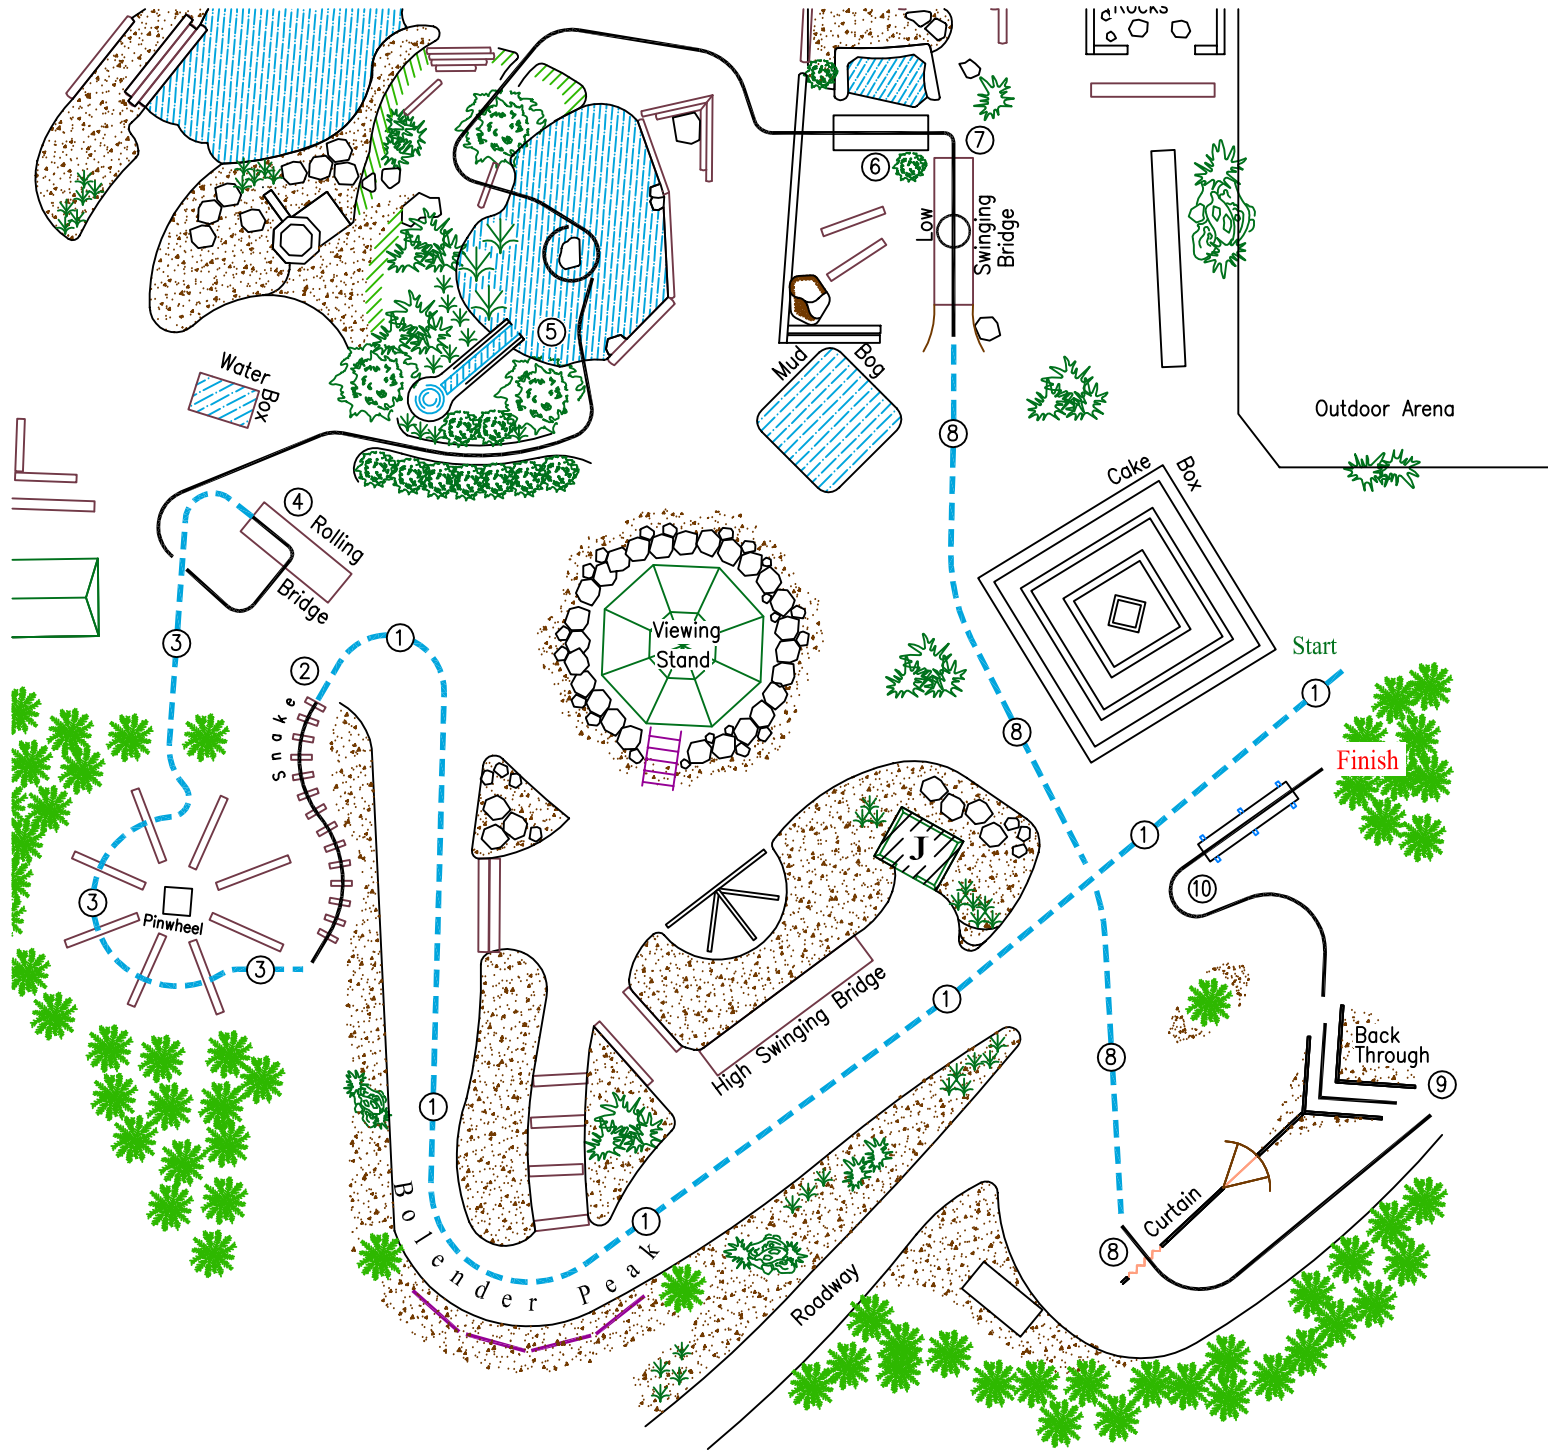 Rocks
7
6
Low
Swinging
Bridge
5
Water
Box
Mud
Bog
Outdoor Arena
8
Cake
Box
4
Rolling
Bridge
3
1
2
Viewing
Stand
Start
1
Snake
8
Finish
1
J
10
3
Pinwheel
3
1
High Swinging Bridge
Back
Through
8
9
1
Curtain
1
8
Bolender Peak
Roadway